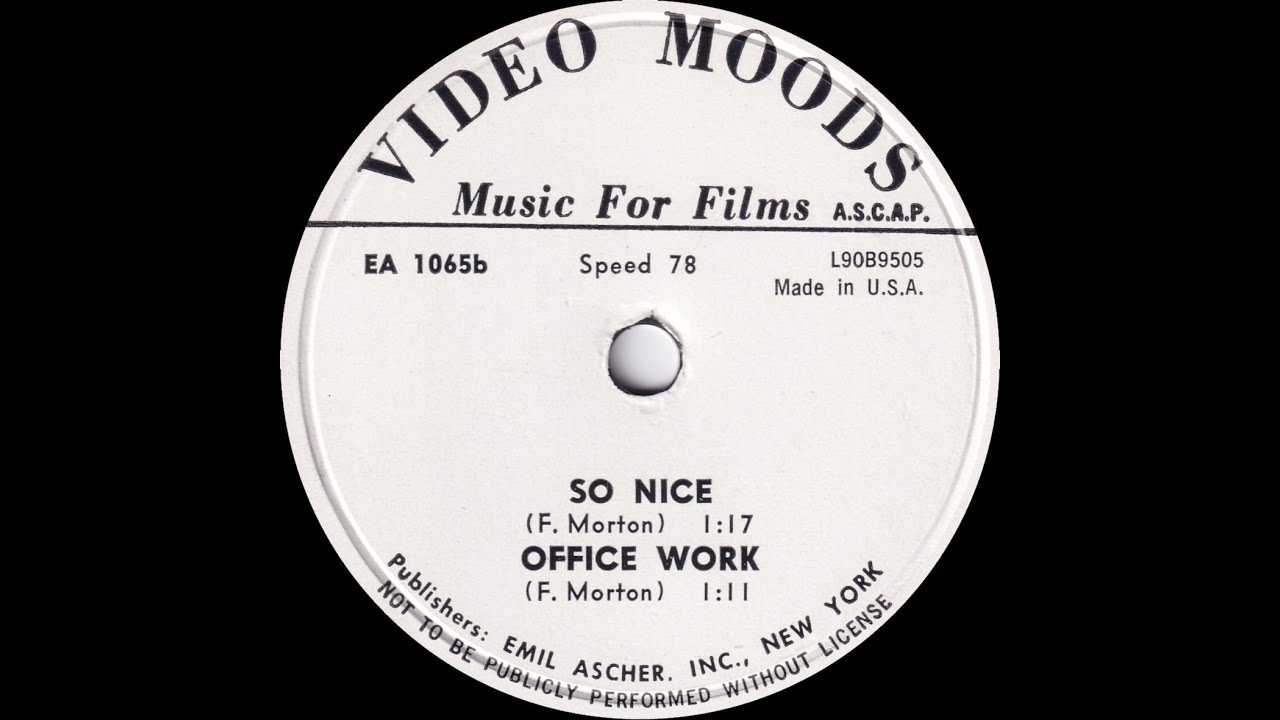 VIDEO MOODS
Music For Films A.S.C.A.P.
EA 1065b Speed 78 L90B9505
Made in U.S.A.
SO NICE
(F. Morton) 1:17
OFFICE WORK
(F. Morton) 1:11
Publishers: EMIL ASCHER. INC., NEW YORK
NOT TO BE PUBLICLY PERFORMED WITHOUT LICENSE